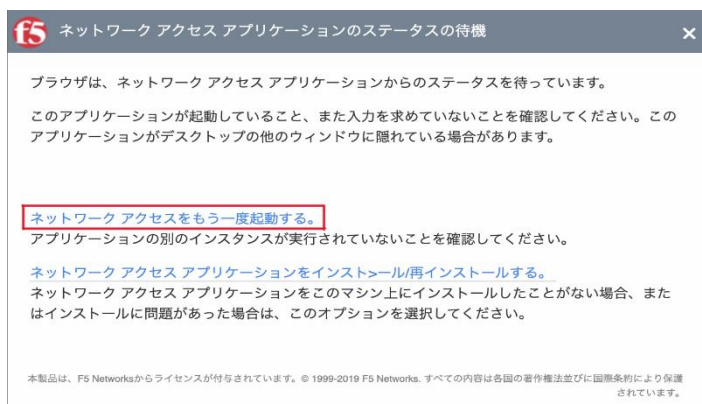 f5 ネットワーク アクセス アプリケーションのステータスの待機 ×
ブラウザは、ネットワーク アクセス アプリケーションからのステータスを待っています。
このアプリケーションが起動していること、また入力を求めていないことを確認してください。この
アプリケーションがデスクトップの他のウィンドウに隠れている場合があります。
ネットワーク アクセスをもう一度起動する。
アプリケーションの別のインスタンスが実行されていないことを確認してください。
ネットワーク アクセス アプリケーションをインスト>ール/再インストールする。
ネットワーク アクセス アプリケーションをこのマシン上にインストールしたことがない場合、また
はインストールに問題があった場合は、このオプションを選択してください。
本製品は、F5 Networksからライセンスが付与されています。© 1999-2019 F5 Networks. すべての内容は各国の著作権法並びに国際条約により保護
されています。